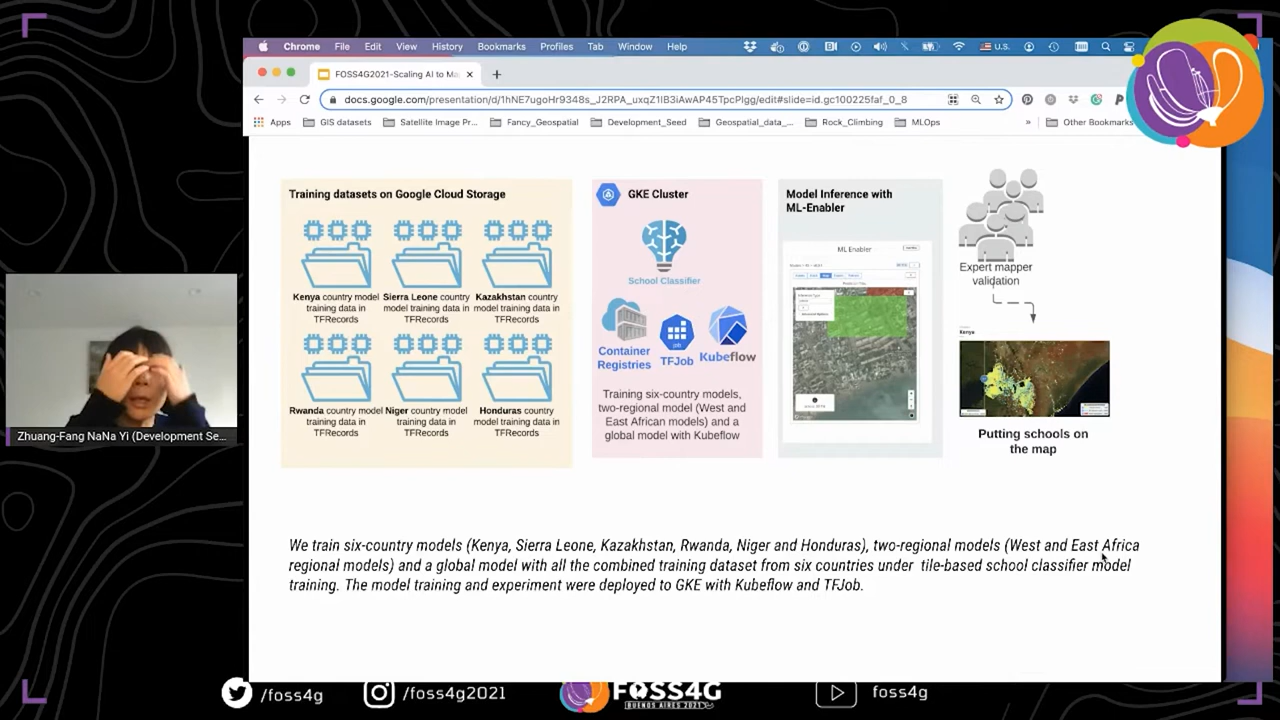 Chrome File Edit View History Bookmarks Profiles Tab Window Help U.S.
FOSS4G2021-Scaling AI to Ma
docs.google.com/presentation/d/1hNE7ugoHr9348s_J2RPA_uxqZ1IB3iAwAP45TpcPIgg/edit#slide=id.gc100225faf_0_8
Apps GIS datasets Satellite Image Pr... Fancy_Geospatial Development_Seed Geospatial_data_... Rock_Climbing MLOps » Other Bookmarks
Training datasets on Google Cloud Storage
Kenya country model training data in TFRecords
Sierra Leone country model training data in TFRecords
Kazakhstan country model training data in TFRecords
Rwanda country model training data in TFRecords
Niger country model training data in TFRecords
Honduras country model training data in TFRecords
GKE Cluster
School Classifier
Container Registries
TFJob
Kubeflow
Training six-country models,
two-regional model (West and
East African models) and a
global model with Kubeflow
Model Inference with
ML-Enabler
ML Enabler
Expert mapper
validation
Kenya
Putting schools on
the map
We train six-country models (Kenya, Sierra Leone, Kazakhstan, Rwanda, Niger and Honduras), two-regional models (West and East Africa
regional models) and a global model with all the combined training dataset from six countries under tile-based school classifier model
training. The model training and experiment were deployed to GKE with Kubeflow and TFJob.
Zhuang-Fang NaNa Yi (Development Se...
/foss4g /foss4g2021 FOSS4G foss4g
BUENOS AIRES 2021